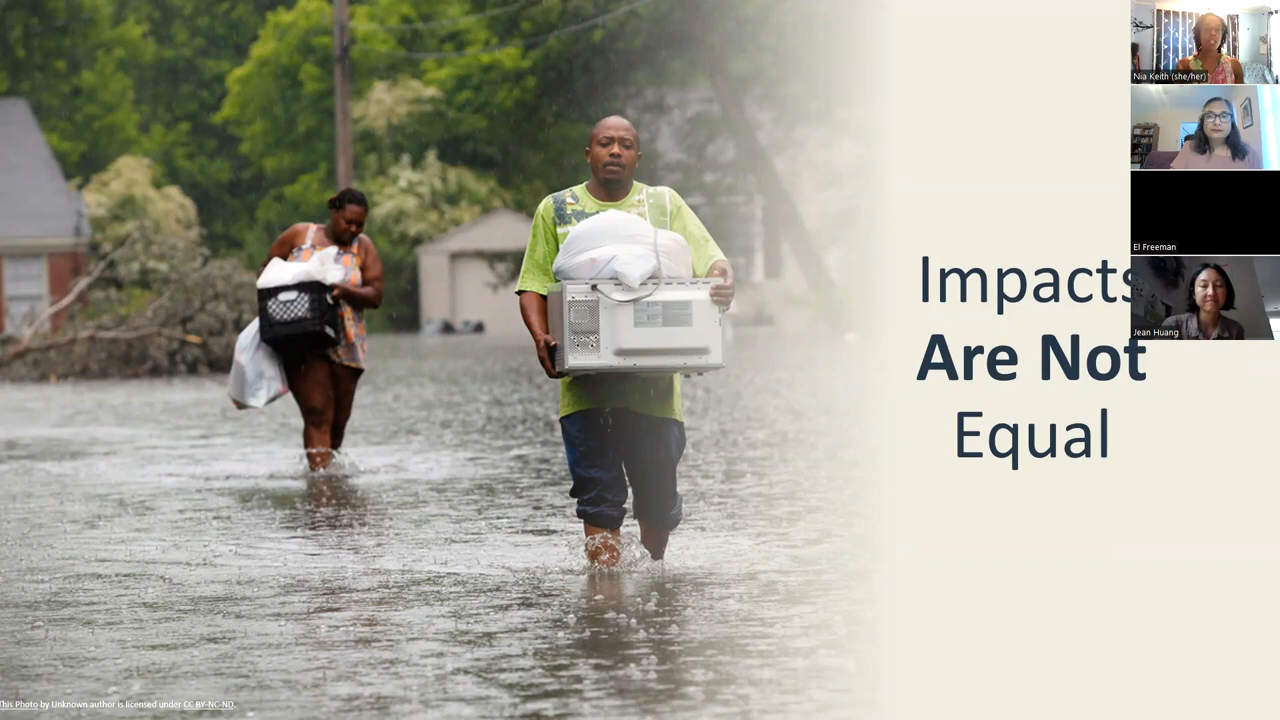 Impacts
Are Not
Equal
Nia Keith (she/her)
El Freeman
Jean Huang
This Photo by Unknown author is licensed under CC BY-NC-ND.